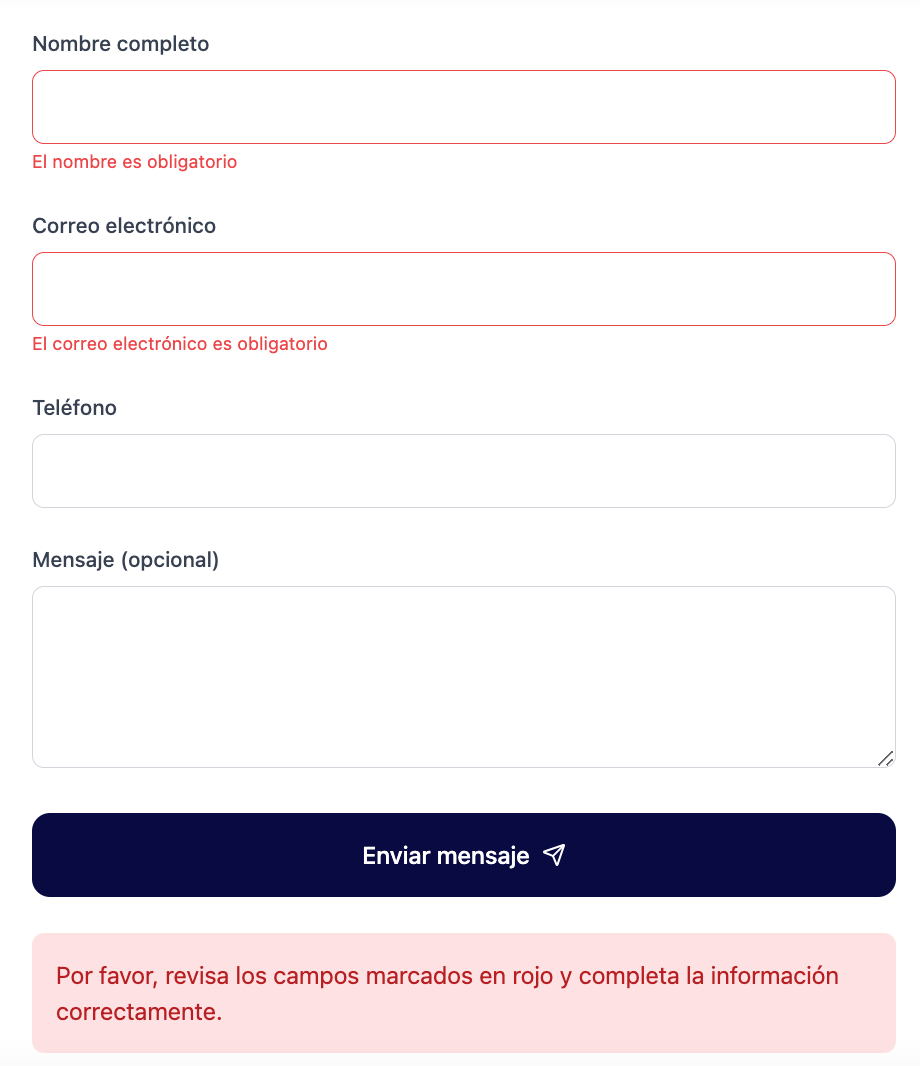 Nombre completo
El nombre es obligatorio
Correo electrónico
El correo electrónico es obligatorio
Teléfono
Mensaje (opcional)
Enviar mensaje
Por favor, revisa los campos marcados en rojo y completa la información
correctamente.